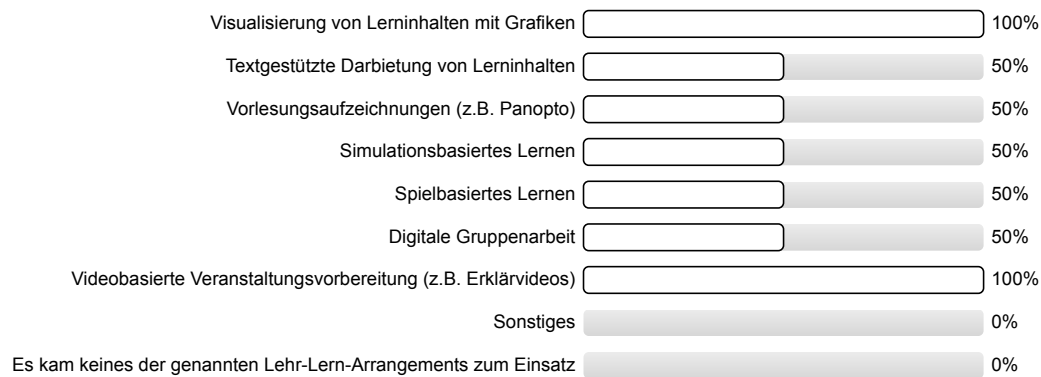 Visualisierung von Lerninhalten mit Grafiken 100%
Textgestützte Darbietung von Lerninhalten 50%
Vorlesungsaufzeichnungen (z.B. Panopto) 50%
Simulationsbasiertes Lernen 50%
Spielbasiertes Lernen 50%
Digitale Gruppenarbeit 50%
Videobasierte Veranstaltungsvorbereitung (z.B. Erklärvideos) 100%
Sonstiges 0%
Es kam keines der genannten Lehr-Lern-Arrangements zum Einsatz 0%